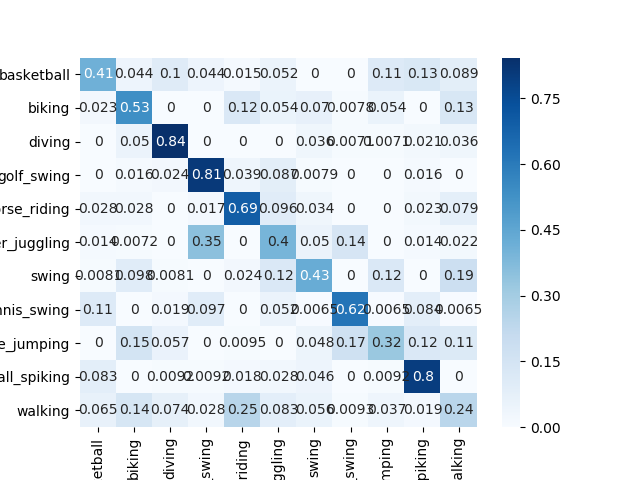 basketball 0.41 0.044 0.1 0.044 0.015 0.052 0 0 0.11 0.13 0.089
biking 0.023 0.53 0 0 0.12 0.054 0.07 0.0078 0.054 0 0.13
diving 0 0.05 0.84 0 0 0 0.036 0.0071 0.0071 0.021 0.036
golf_swing 0 0.016 0.024 0.81 0.039 0.087 0.0079 0 0 0.016 0
rse_riding 0.028 0.028 0 0.017 0.69 0.096 0.034 0 0 0.023 0.079
er_juggling 0.014 0.0072 0 0.35 0 0.4 0.05 0.14 0 0.014 0.022
swing 0.0081 0.098 0.0081 0 0.024 0.12 0.43 0 0.12 0 0.19
nnis_swing 0.11 0 0.019 0.097 0 0.052 0.0065 0.62 0.0065 0.084 0.0065
e_jumping 0 0.15 0.057 0 0.0095 0 0.048 0.17 0.32 0.12 0.11
all_spiking 0.083 0 0.0092 0.0092 0.018 0.028 0.046 0 0.0092 0.8 0
walking 0.065 0.14 0.074 0.028 0.25 0.083 0.056 0.0093 0.037 0.019 0.24
etball biking diving _swing riding ggling swing _swing mping piking alking
0.75
0.60
0.45
0.30
0.15
0.00